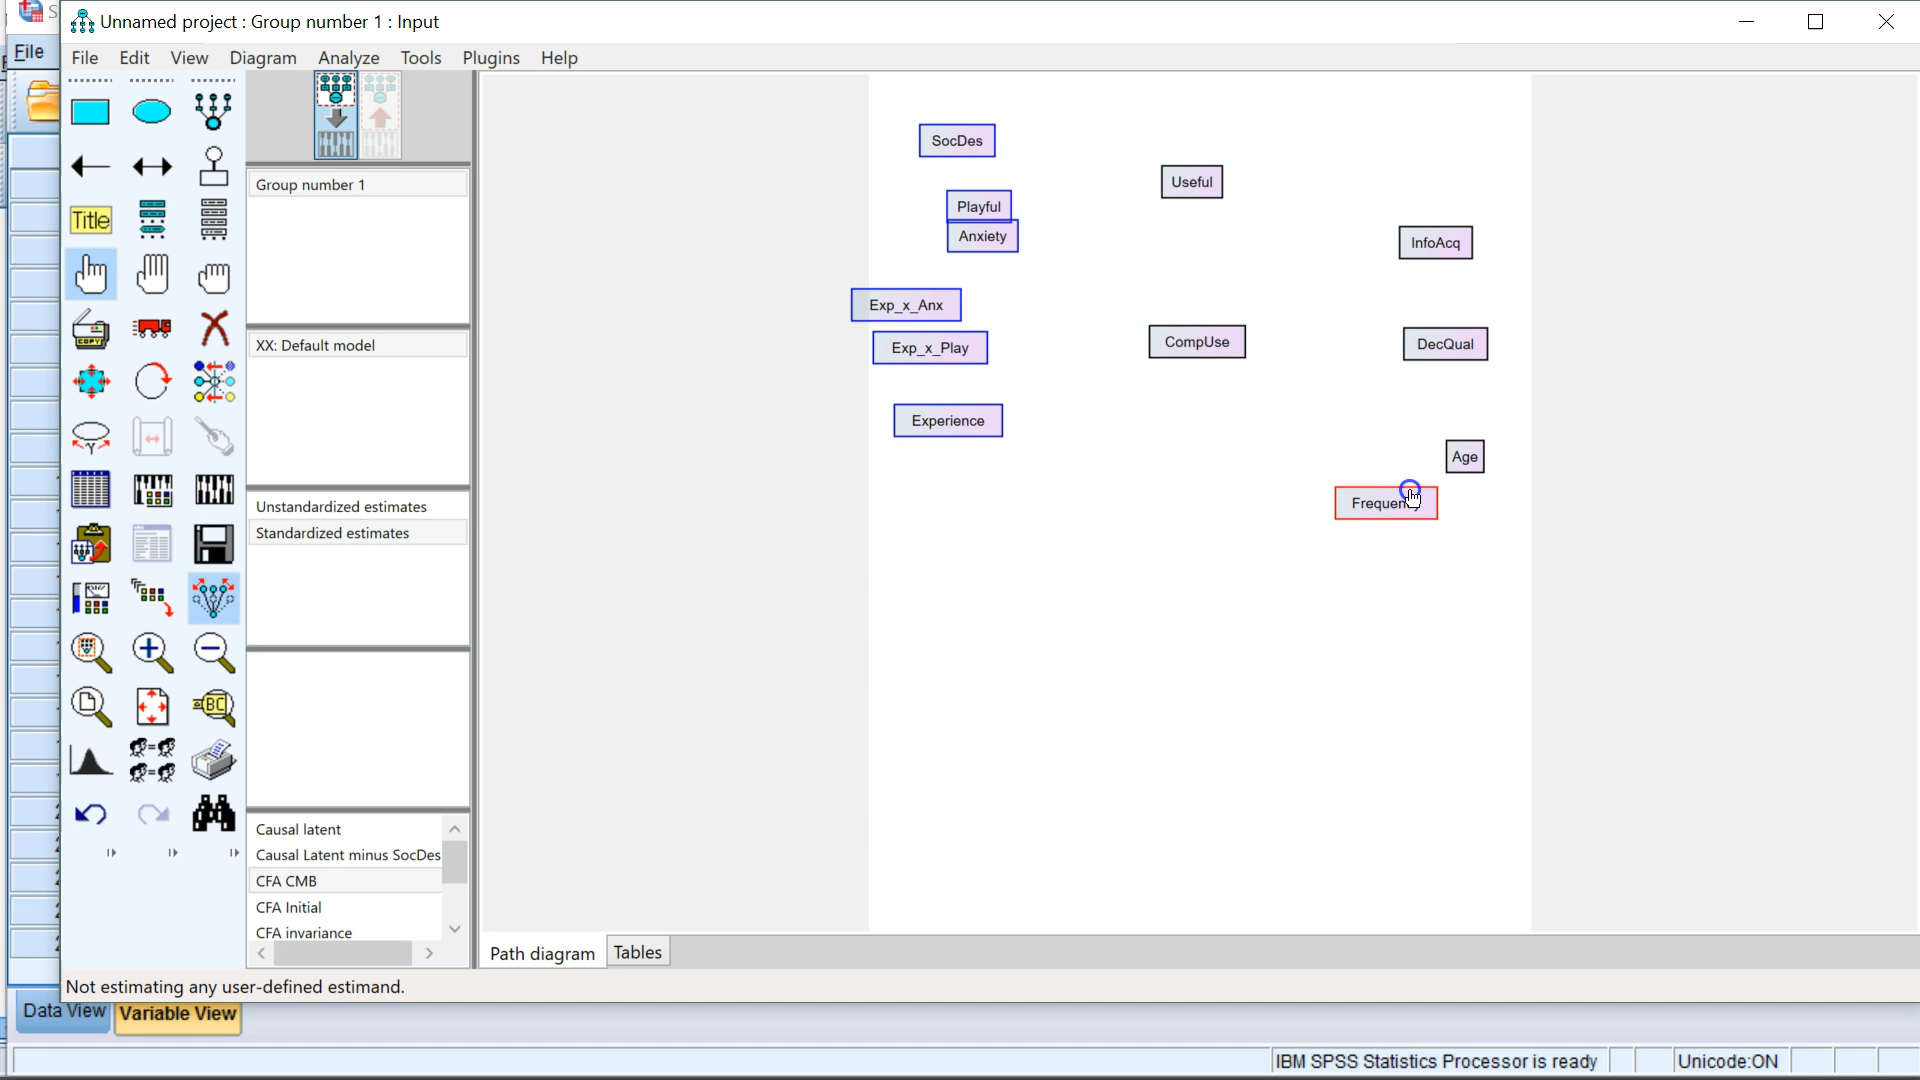 S
Unnamed project : Group number 1 : Input
File
File Edit View Diagram Analyze Tools Plugins Help
Title
Group number 1
XX: Default model
Unstandardized estimates
Standardized estimates
Causal latent
Causal Latent minus SocDes
CFA CMB
CFA Initial
CFA invariance
SocDes
Useful
Playful
Anxiety
InfoAcq
Exp_x_Anx
Exp_x_Play
CompUse
DecQual
Experience
Age
Frequency
Path diagram Tables
Not estimating any user-defined estimand.
Data View Variable View
IBM SPSS Statistics Processor is ready Unicode:ON